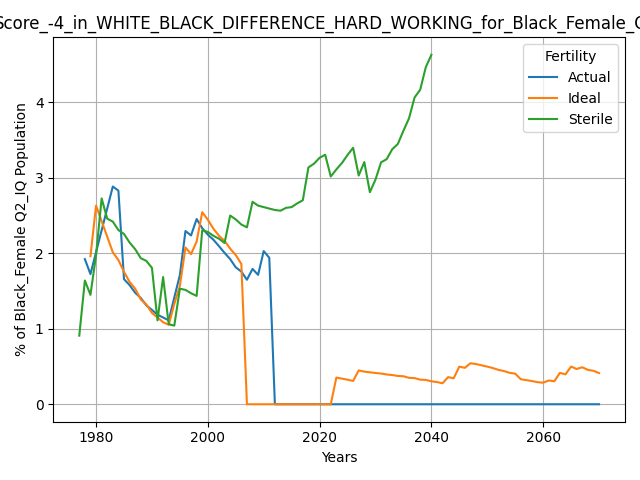 Score_-4_in_WHITE_BLACK_DIFFERENCE_HARD_WORKING_for_Black_Female_
% of Black_Female Q2_IQ Population
4
3
2
1
0
Fertility
Actual
Ideal
Sterile
1980 2000 2020 2040 2060
Years